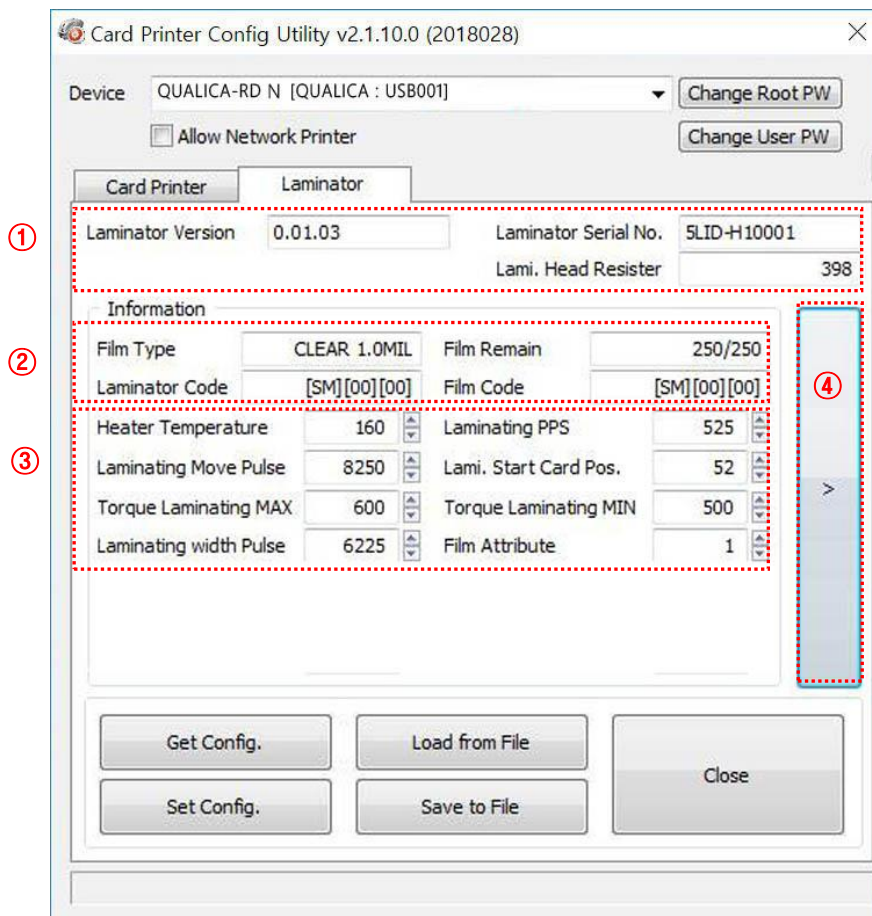 Card Printer Config Utility v2.1.10.0 (2018028)
Device QUALICA-RD N [QUALICA : USB001] Change Root PW
Allow Network Printer Change User PW
Card Printer Laminator
① Laminator Version 0.01.03 Laminator Serial No. 5LID-H10001
Lami. Head Resister 398
Information
② Film Type CLEAR 1.0MIL Film Remain 250/250
Laminator Code [SM][00][00] Film Code [SM][00][00]
④
③ Heater Temperature 160 Laminating PPS 525
Laminating Move Pulse 8250 Lami. Start Card Pos. 52
>
Torque Laminating MAX 600 Torque Laminating MIN 500
Laminating width Pulse 6225 Film Attribute 1
Get Config. Load from File
Close
Set Config. Save to File